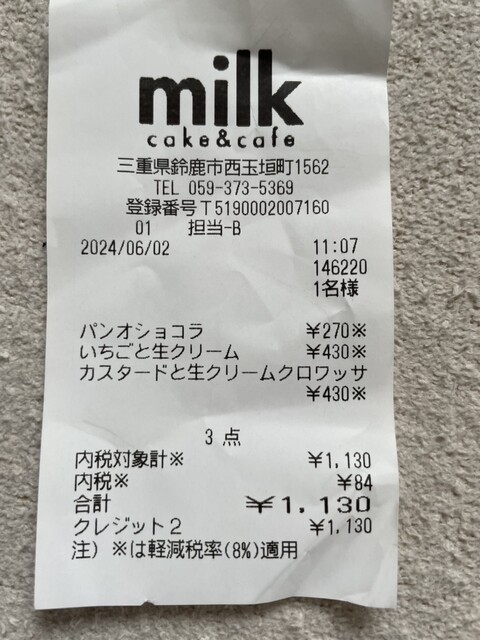 milk
cake&cafe
三重県鈴鹿市西玉垣町1562
TEL 059-373-5369
登録番号T5190002007160
01 担当-B
2024/06/02 11:07
146220
1名様
パンオショコラ ¥270※
いちごと生クリーム ¥430※
カスタードと生クリームクロワッサ
¥430※
3 点
内税対象計※ ¥1,130
内税※ ¥84
合計 ¥1,130
クレジット2 ¥1,130
注) ※は軽減税率(8%)適用